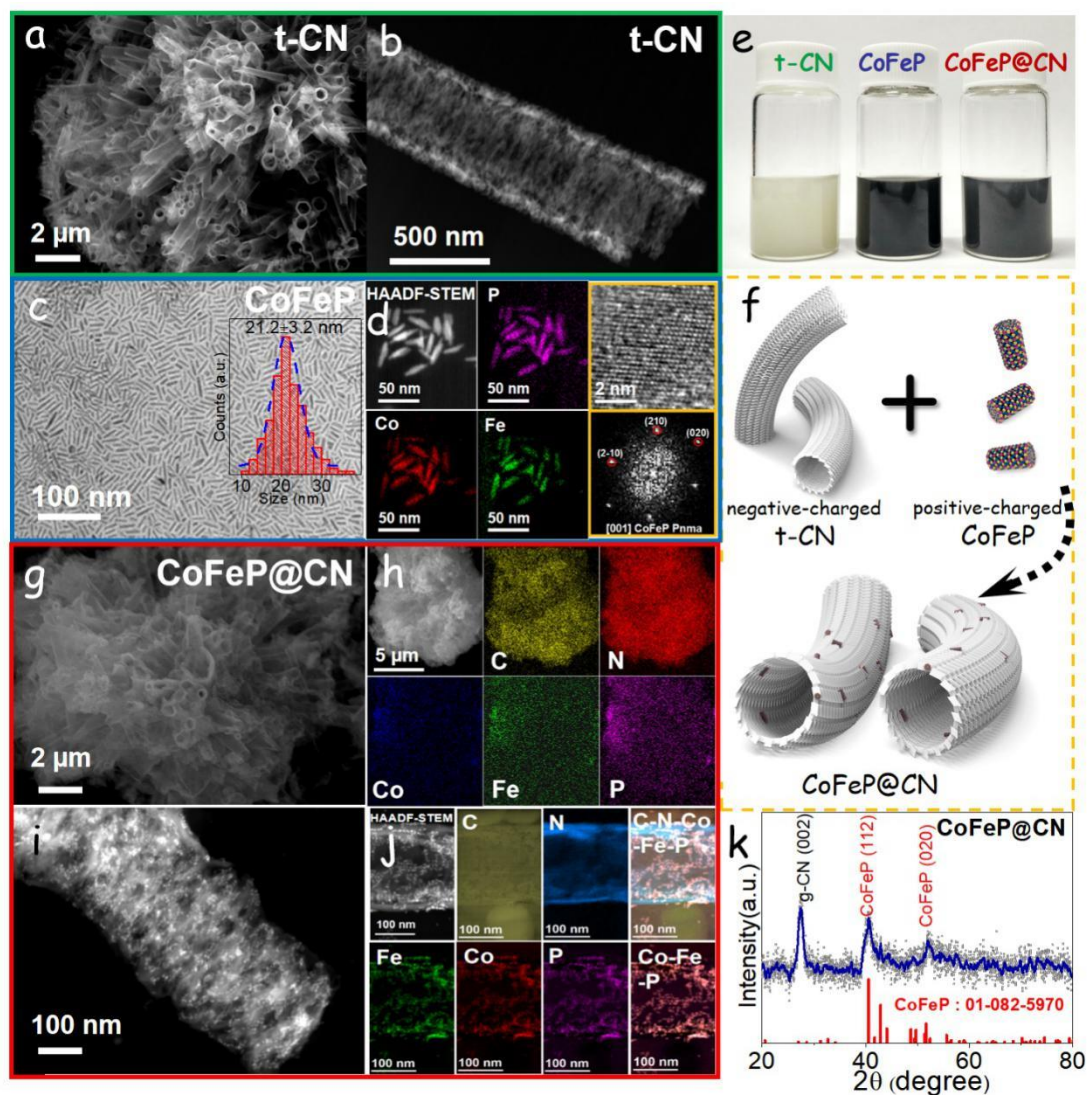 a
t-CN
2 µm
b
t-CN
500 nm
e
t-CN
CoFeP
CoFeP@CN
c
CoFeP
21.2±3.2 nm
Counts (a.u.)
10 20 30
Size (nm)
100 nm
d
HAADF-STEM
50 nm
P
50 nm
2 nm
Co
50 nm
Fe
50 nm
(210)
(020)
(2-10)
[001] CoFeP Pnma
f
negative-charged
t-CN
positive-charged
CoFeP
CoFeP@CN
g
CoFeP@CN
2 µm
h
5 µm
C
N
Co
Fe
P
i
100 nm
j
HAADF-STEM
100 nm
C
100 nm
N
100 nm
C-N-Co
-Fe-P
100 nm
Fe
100 nm
Co
100 nm
P
100 nm
Co-Fe
-P
100 nm
k
CoFeP@CN
g-CN (002)
CoFeP (112)
CoFeP (020)
Intensity(a.u.)
CoFeP : 01-082-5970
20 40 60 80
2θ (degree)